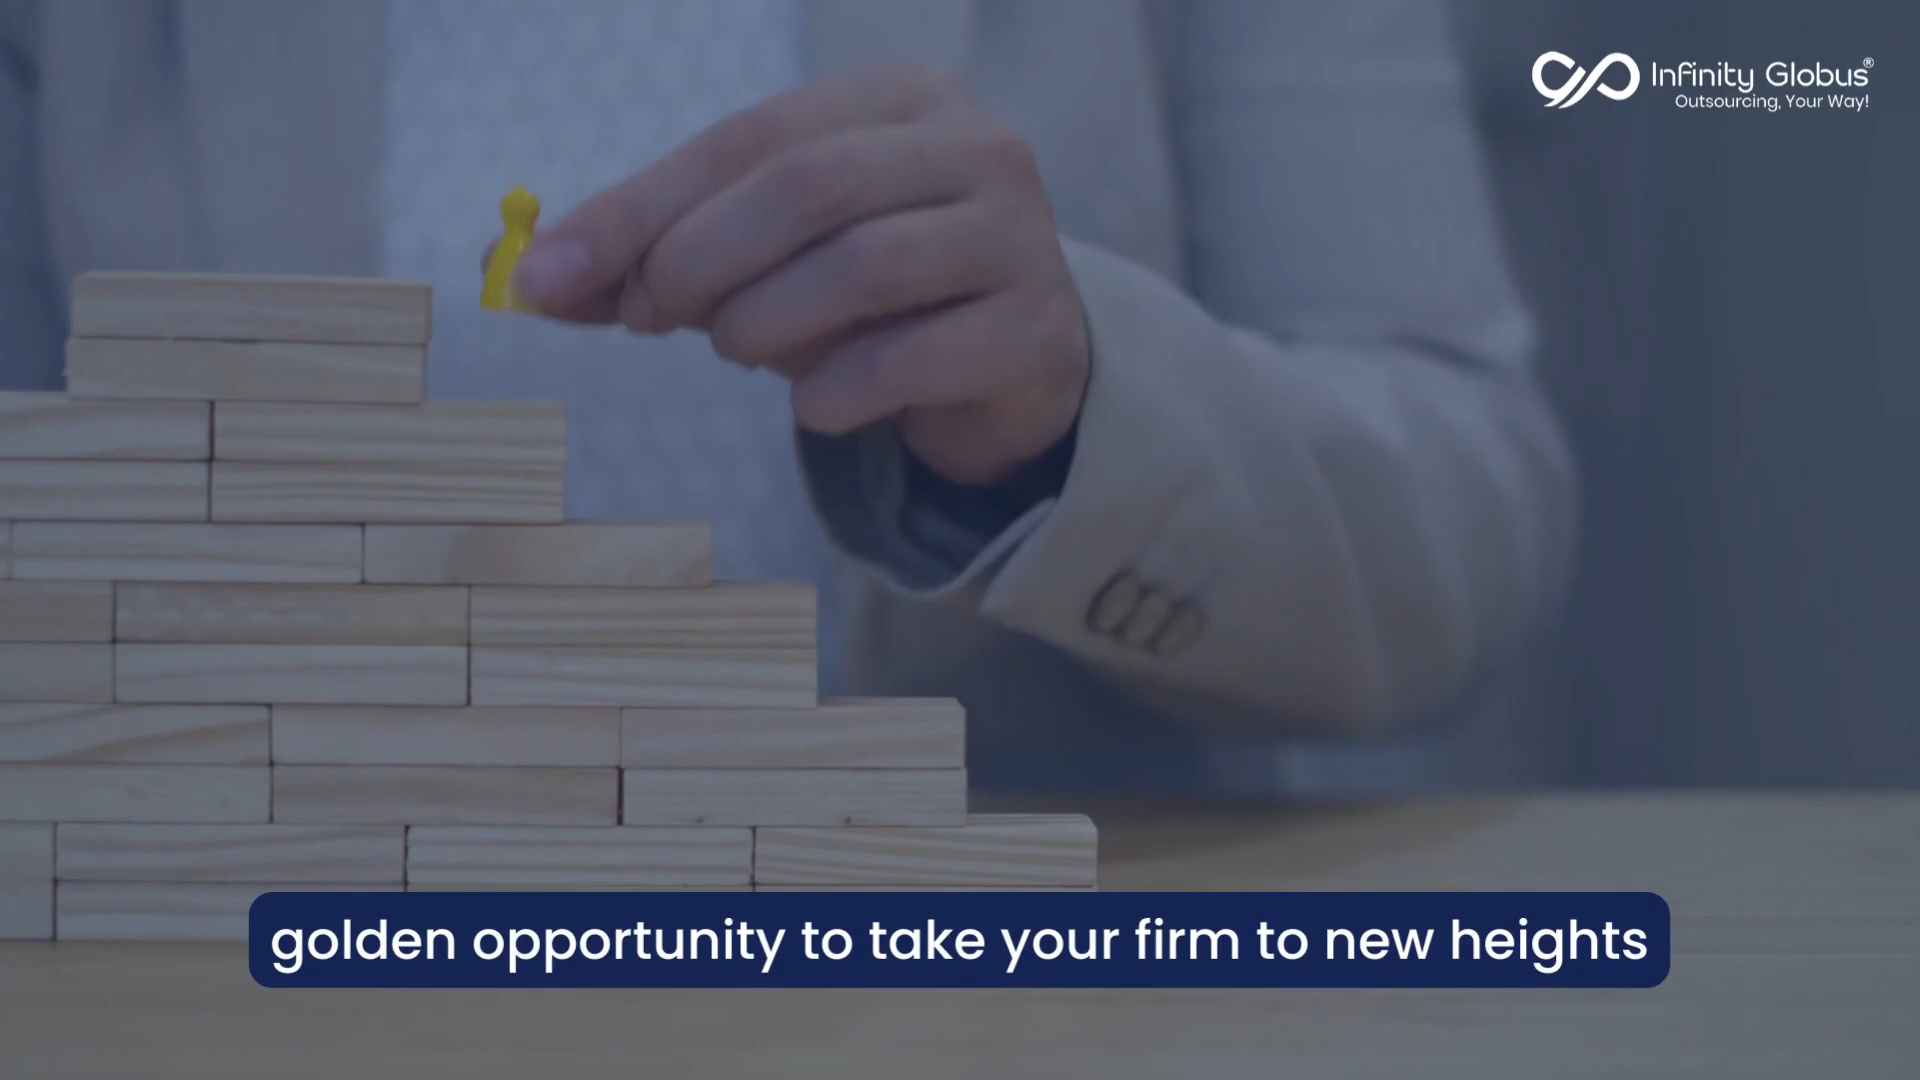 Infinity Globus®
Outsourcing, Your Way!
golden opportunity to take your firm to new heights